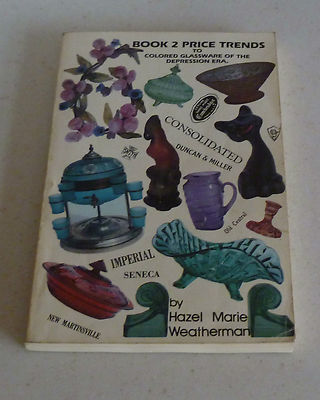 BOOK 2 PRICE TRENDS
TO
COLORED GLASSWARE OF THE
DEPRESSION ERA.
CONSOLIDATED
DUNCAN & MILLER
Old Central
IMPERIAL
SENECA
NEW MARTINSVILLE
by
Hazel Marie
Weatherman